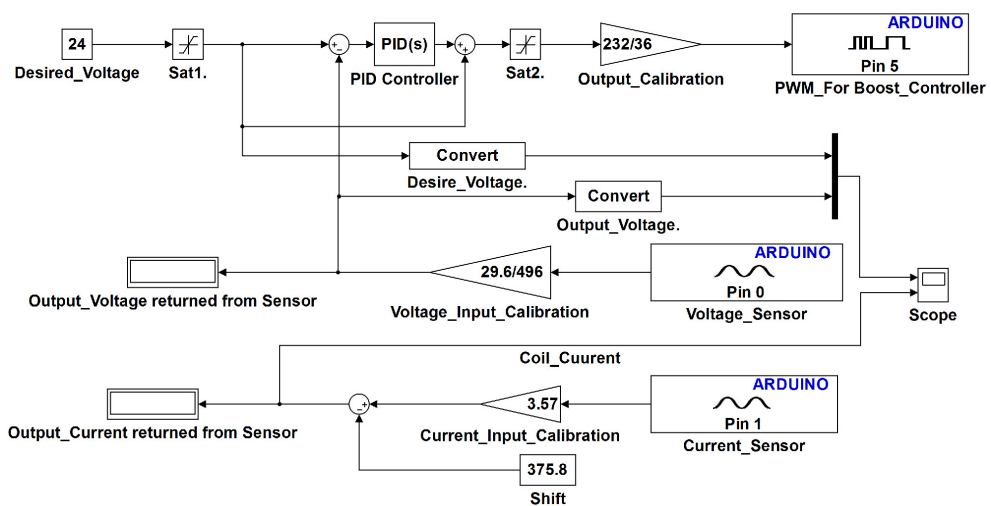 ARDUINO
24
PID(s)
232/36
Pin 5
Desired_Voltage
Sat1.
PID Controller
Sat2.
Output_Calibration
PWM_For Boost_Controller
Convert
Desire_Voltage.
Convert
Output_Voltage.
ARDUINO
29.6/496
Pin 0
Output_Voltage returned from Sensor
Voltage_Input_Calibration
Voltage_Sensor
Scope
Coil_Cuurent
ARDUINO
3.57
Pin 1
Output_Current returned from Sensor
Current_Input_Calibration
Current_Sensor
375.8
Shift